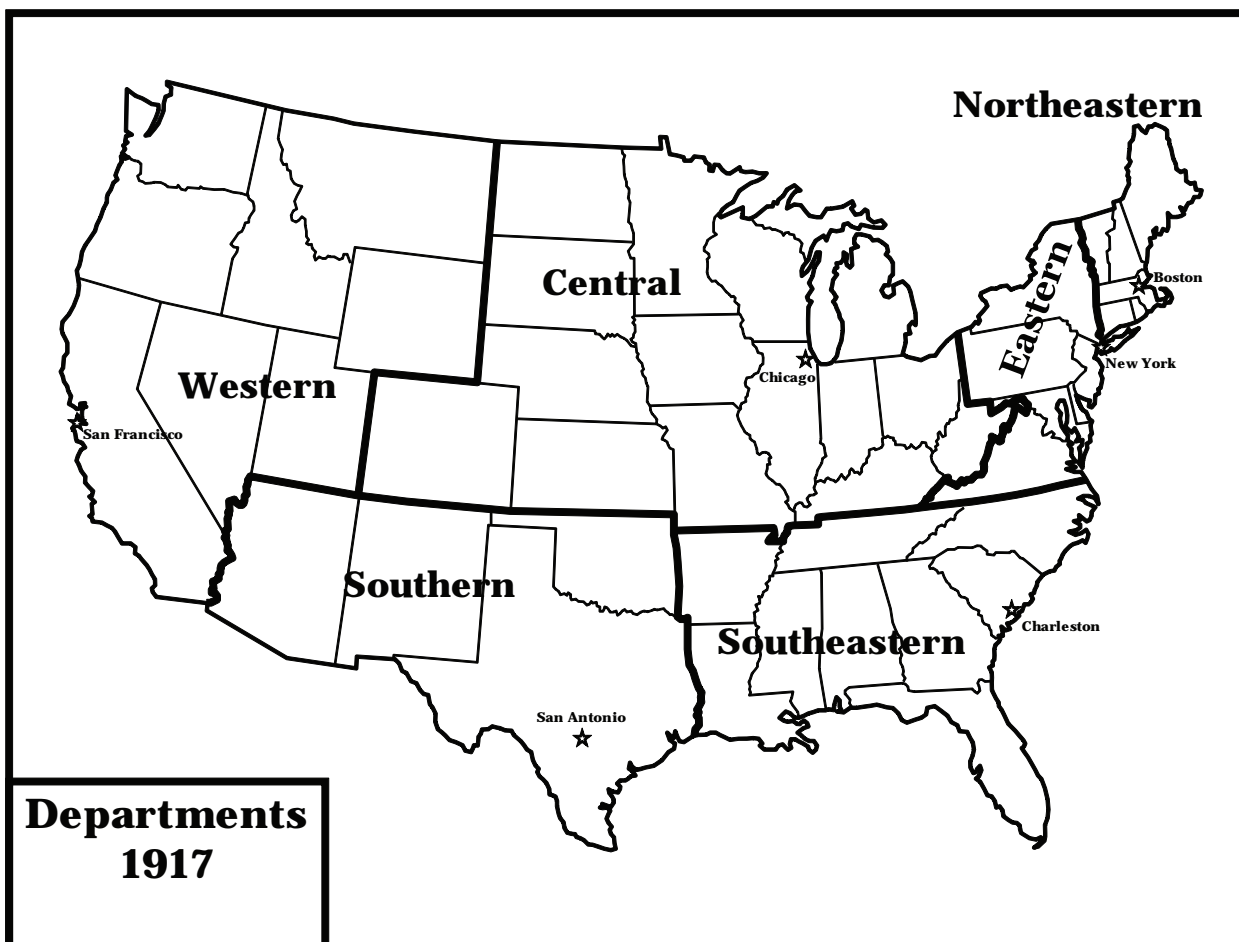 Northeastern
Boston
Central
Eastern
New York
Chicago
Western
San Francisco
Southern
Southeastern
Charleston
San Antonio
Departments
1917